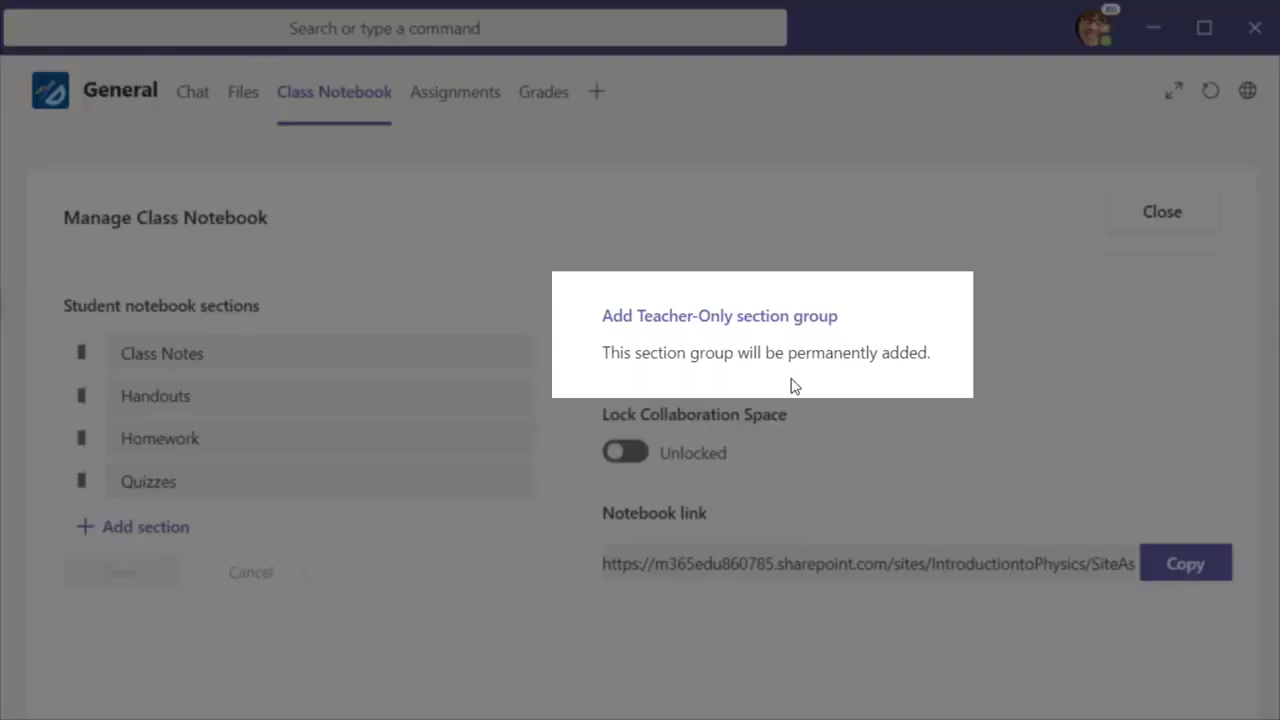 Search or type a command
General
Chat
Files
Class Notebook
Assignments
Grades
Manage Class Notebook
Close
Student notebook sections
Class Notes
Handouts
Homework
Quizzes
Add section
Cancel
Add Teacher-Only section group
This section group will be permanently added.
Lock Collaboration Space
Unlocked
Notebook link
https://m365edu860785.sharepoint.com/sites/IntroductiontoPhysics/SiteAs
Copy